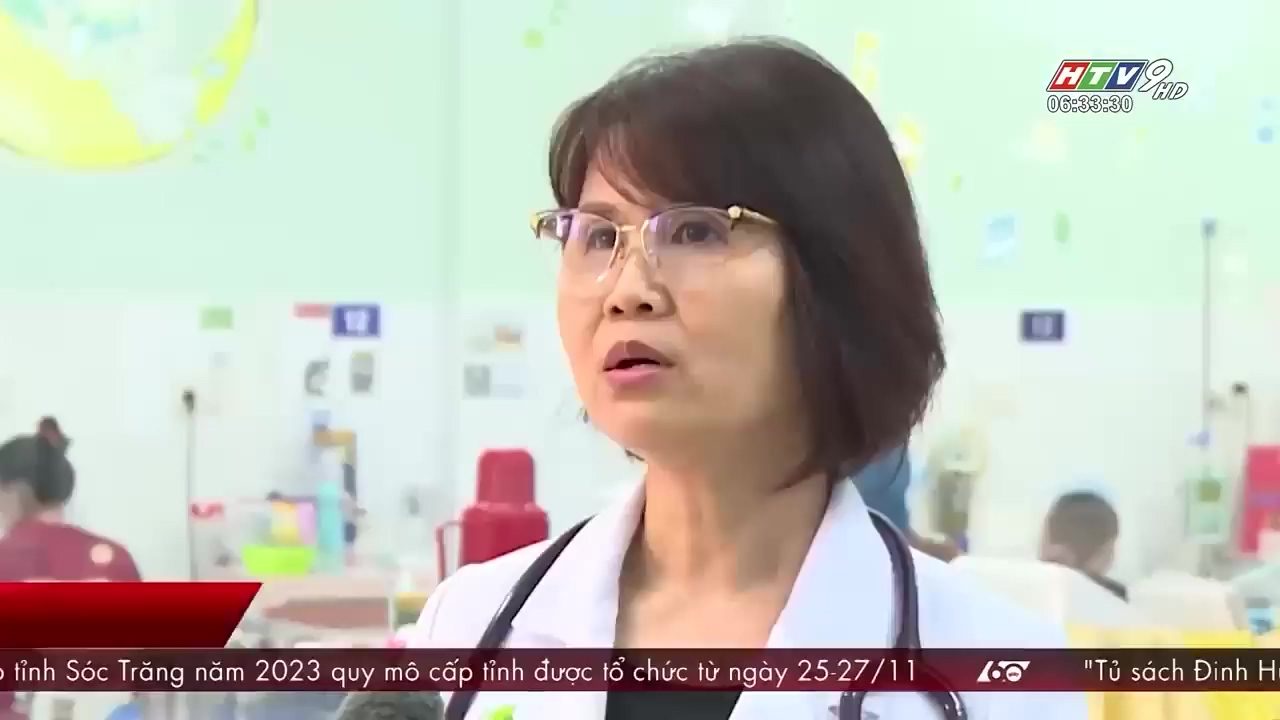 HTV9 HD
06:33:30
12
tỉnh Sóc Trăng năm 2023 quy mô cấp tỉnh được tổ chức từ ngày 25-27/11
60 "Tủ sách Đinh H